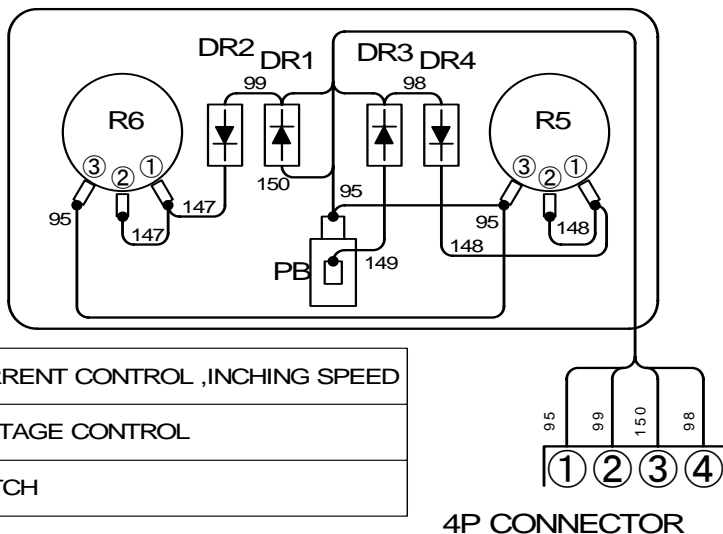 DR2 DR1 DR3 DR4
99 98
R6 R5
③ ② ① ③ ② ①
150
95 147 147 95 95 148 148
PB 149
RRENT CONTROL ,INCHING SPEED
TAGE CONTROL
TCH
95 99 150 98
① ② ③ ④
4P CONNECTOR